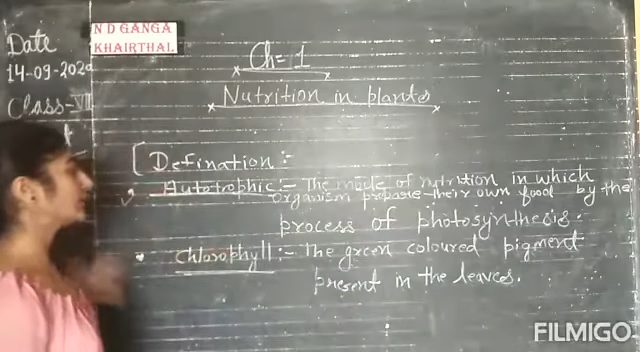 N D GANGA
KHAIRTHAL
Date
14-09-2020
Class-VII
Ch-1
Nutrition in plants
Defination:-
Autotrophic:- The mode of nutrition in which
organism prepare their own food by the
process of photosynthesis.
Chlorophyll:- The green coloured pigment
present in the leaves.
FILMIGO